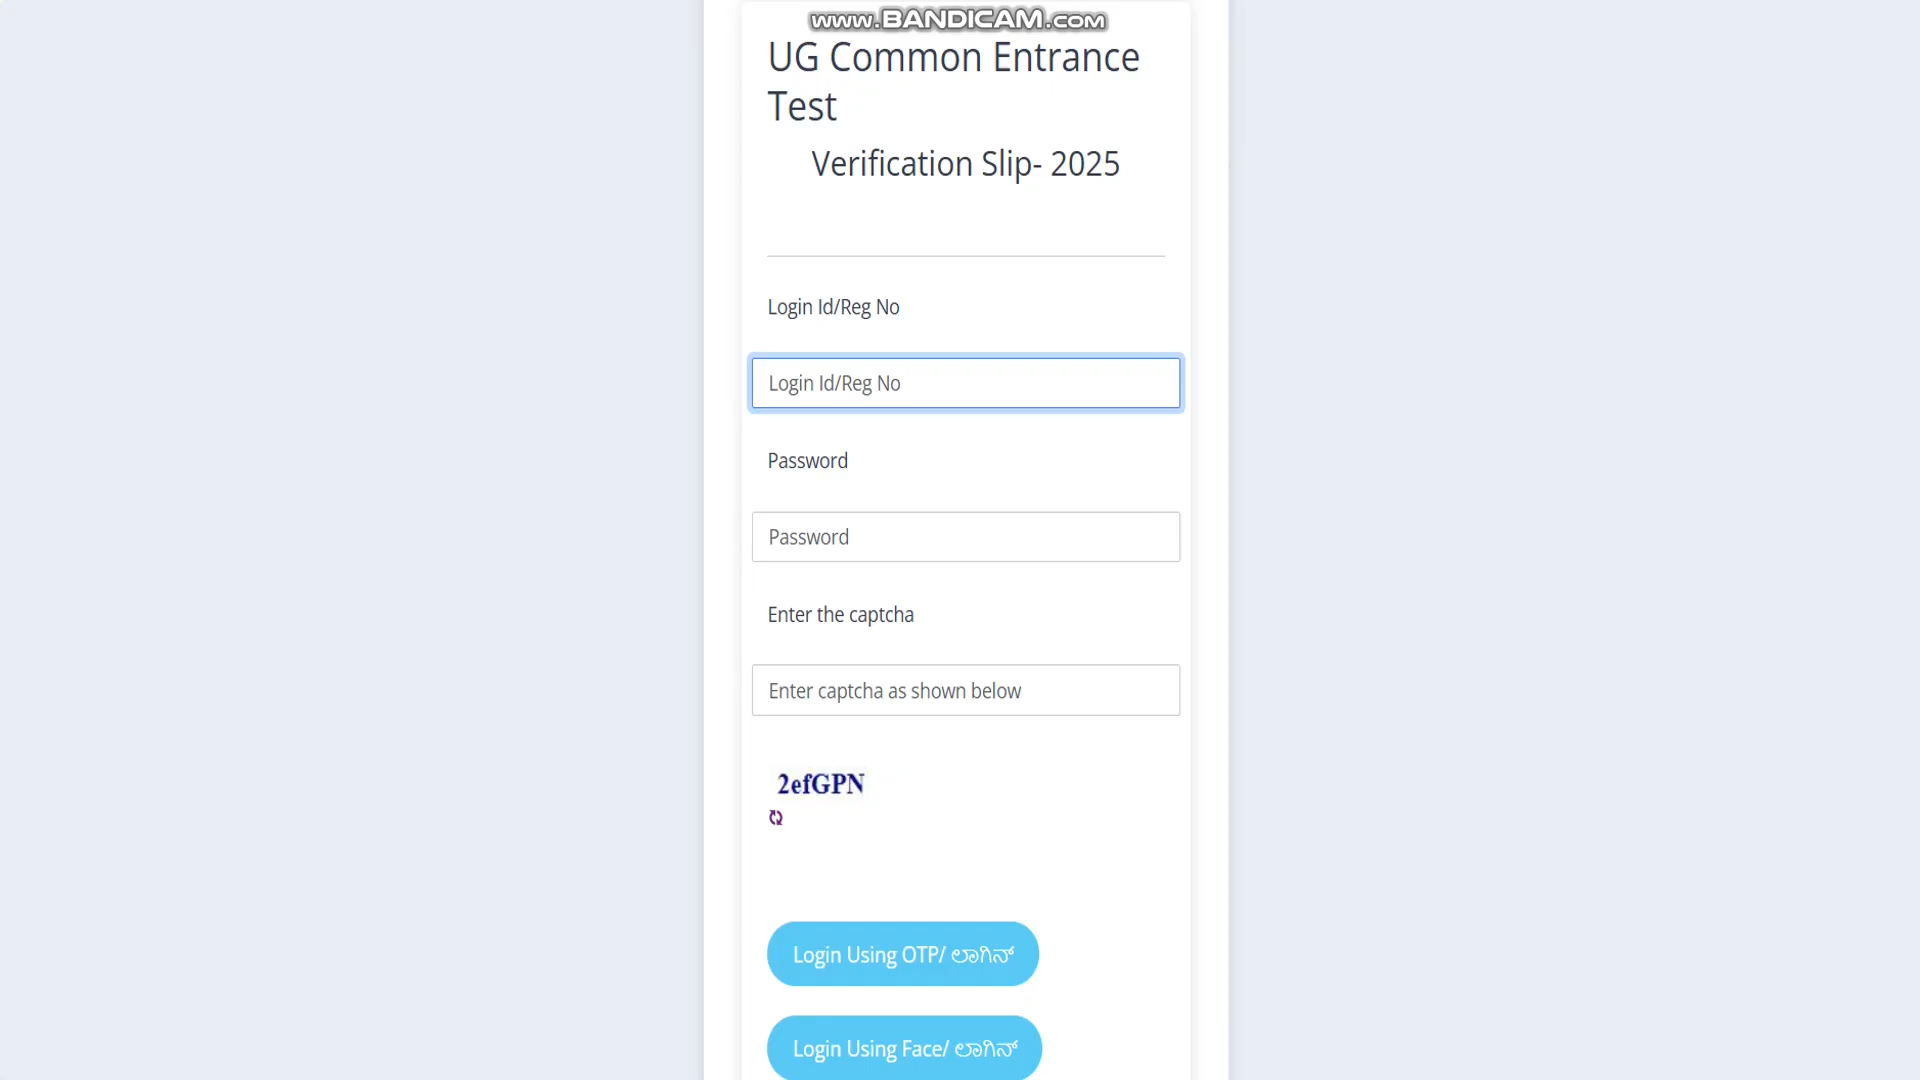 www.BANDICAM.com
UG Common Entrance
Test
Verification Slip- 2025
Login Id/Reg No
Login Id/Reg No
Password
Password
Enter the captcha
Enter captcha as shown below
2efGPN
Login Using OTP/ ಲಾಗಿನ್
Login Using Face/ ಲಾಗಿನ್